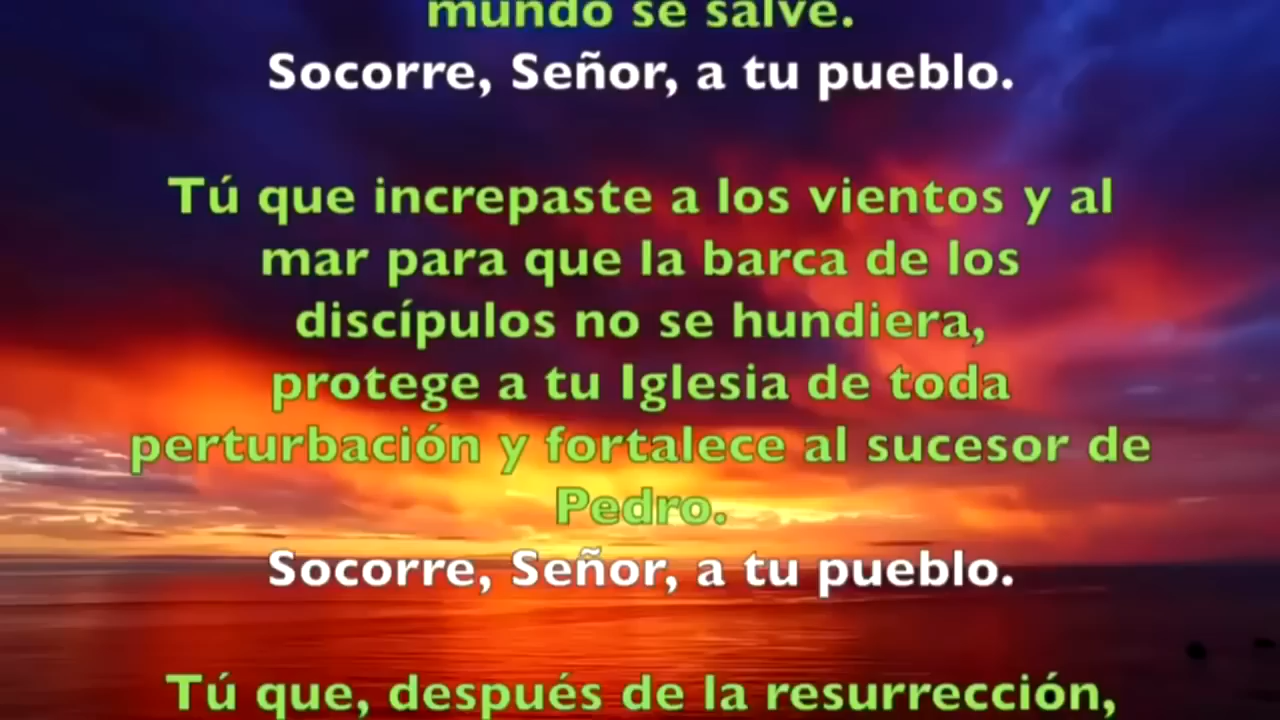 mundo se salve.
Socorre, Señor, a tu pueblo.
Tú que increpaste a los vientos y al
mar para que la barca de los
discípulos no se hundiera,
protege a tu Iglesia de toda
perturbación y fortalece al sucesor de
Pedro.
Socorre, Señor, a tu pueblo.
Tú que, después de la resurrección,